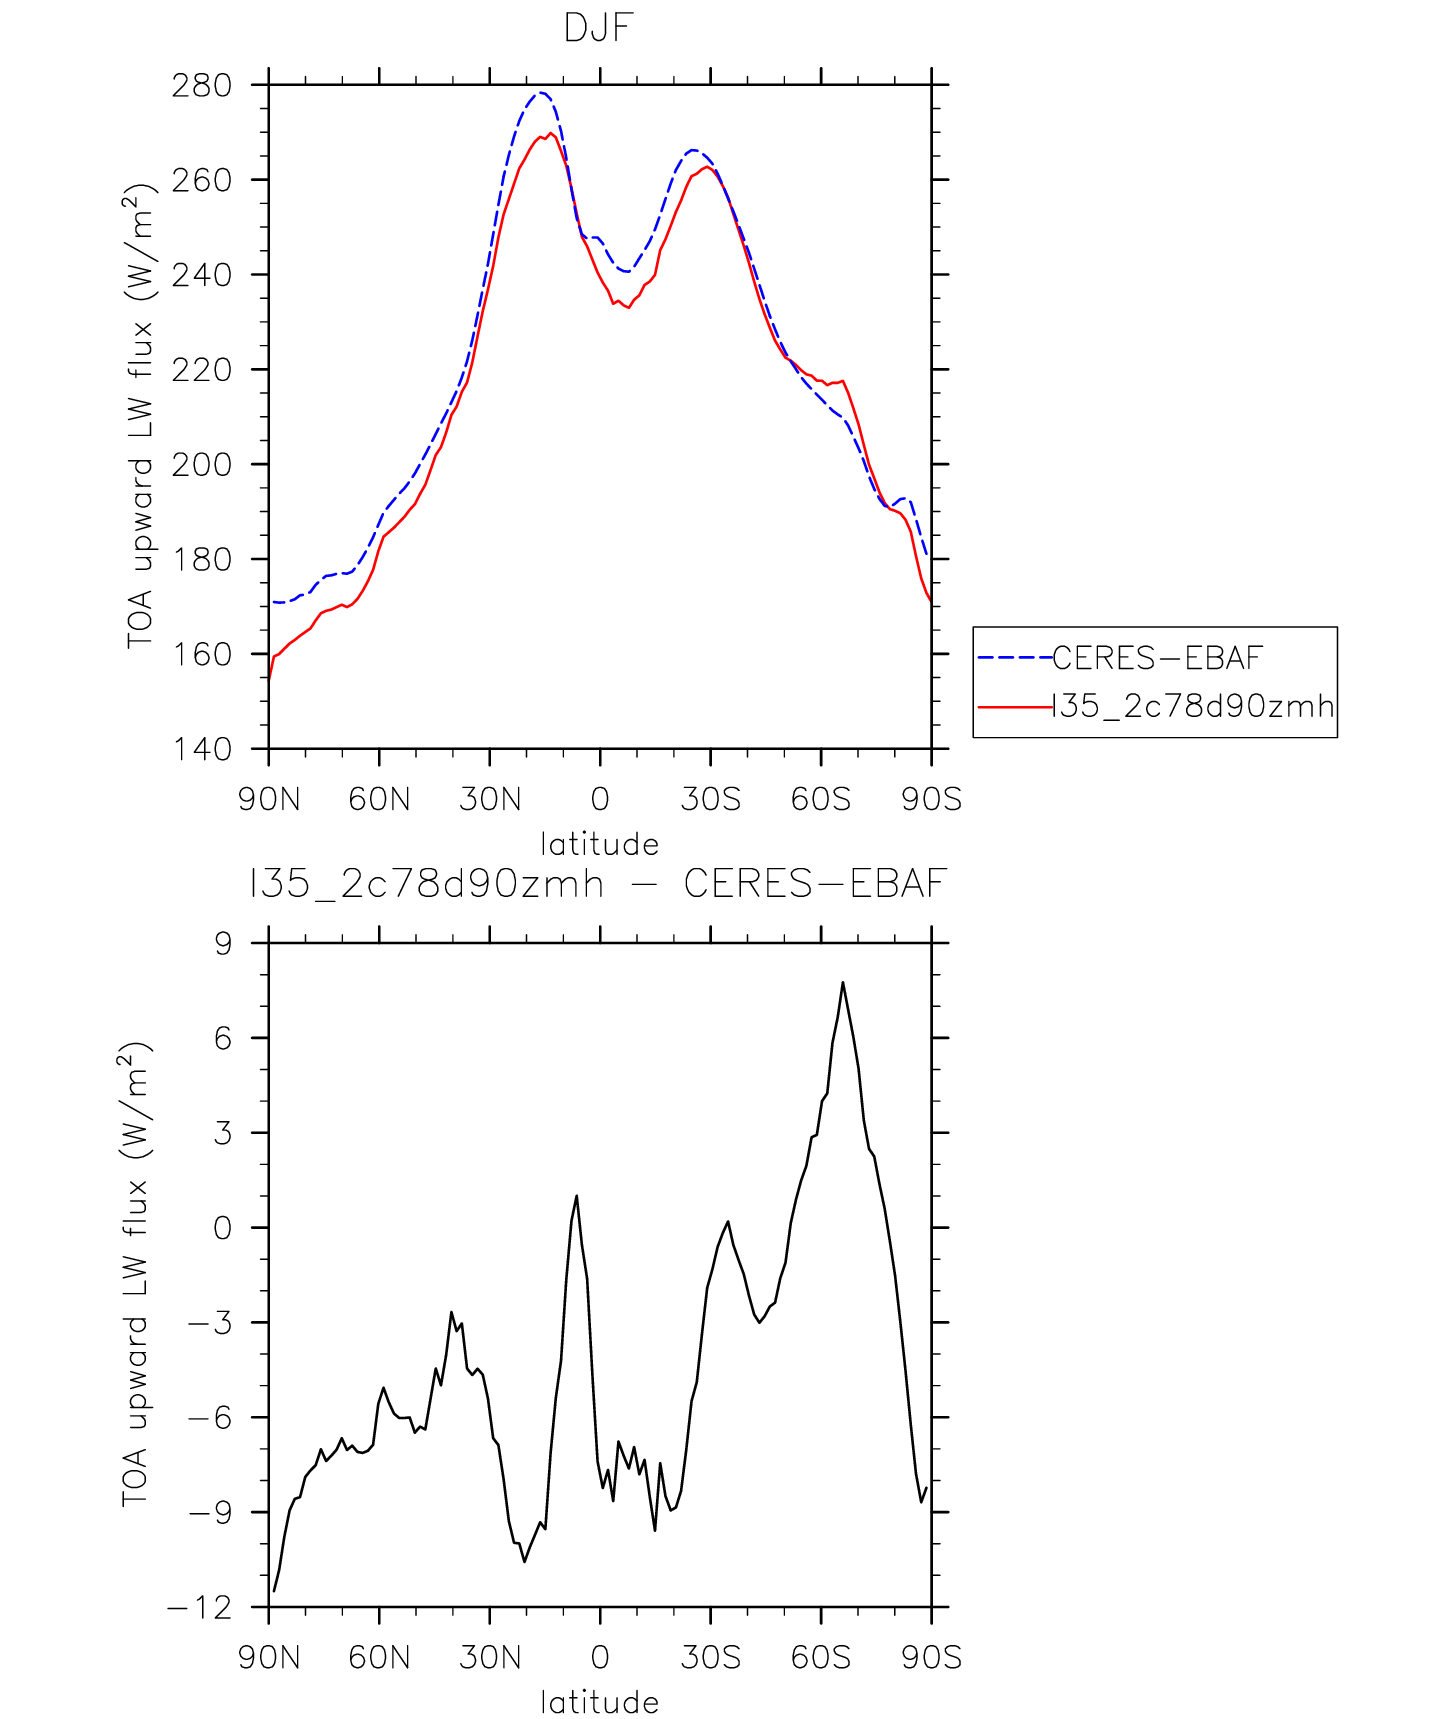 DJF
TOA upward LW flux (W/m²)
280
260
240
220
200
180
160
140
90N 60N 30N 0 30S 60S 90S
latitude
CERES-EBAF
l35_2c78d90zmh
l35_2c78d90zmh - CERES-EBAF
TOA upward LW flux (W/m²)
9
6
3
0
-3
-6
-9
-12
90N 60N 30N 0 30S 60S 90S
latitude